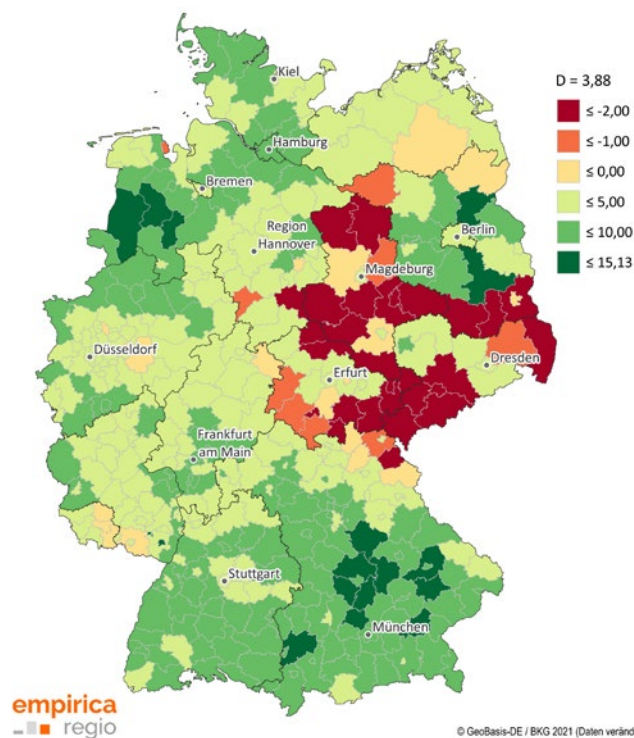 Kiel
Hamburg
Bremen
Region
Hannover
Berlin
Magdeburg
Düsseldorf
Erfurt
Dresden
Frankfurt
am Main
Stuttgart
München
D = 3,88
≤ -2,00
≤ -1,00
≤ 0,00
≤ 5,00
≤ 10,00
≤ 15,13
empirica
regio
© GeoBasis-DE / BKG 2021 (Daten veränd